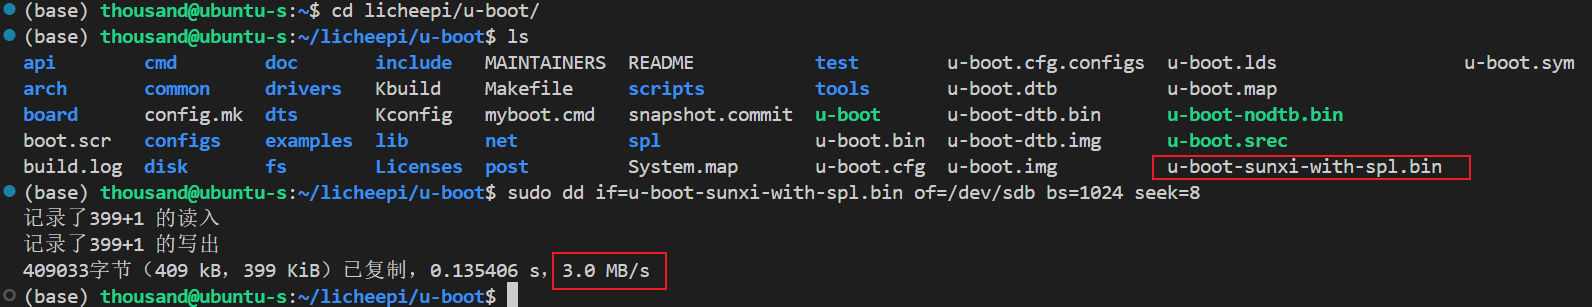 (base) thousand@ubuntu-s:~$ cd licheepi/u-boot/
(base) thousand@ubuntu-s:~/licheepi/u-boot$ ls
api cmd doc include MAINTAINERS README test u-boot.cfg.configs u-boot.lds u-boot.sym
arch common drivers Kbuild Makefile scripts tools u-boot.dtb u-boot.map
board config.mk dts Kconfig myboot.cmd snapshot.commit u-boot u-boot-dtb.bin u-boot-nodtb.bin
boot.scr configs examples lib net spl u-boot.bin u-boot-dtb.img u-boot.srec
build.log disk fs Licenses post System.map u-boot.cfg u-boot.img u-boot-sunxi-with-spl.bin
(base) thousand@ubuntu-s:~/licheepi/u-boot$ sudo dd if=u-boot-sunxi-with-spl.bin of=/dev/sdb bs=1024 seek=8
记录了399+1 的读入
记录了399+1 的写出
409033字节（409 kB，399 KiB）已复制，0.135406 s，3.0 MB/s
(base) thousand@ubuntu-s:~/licheepi/u-boot$